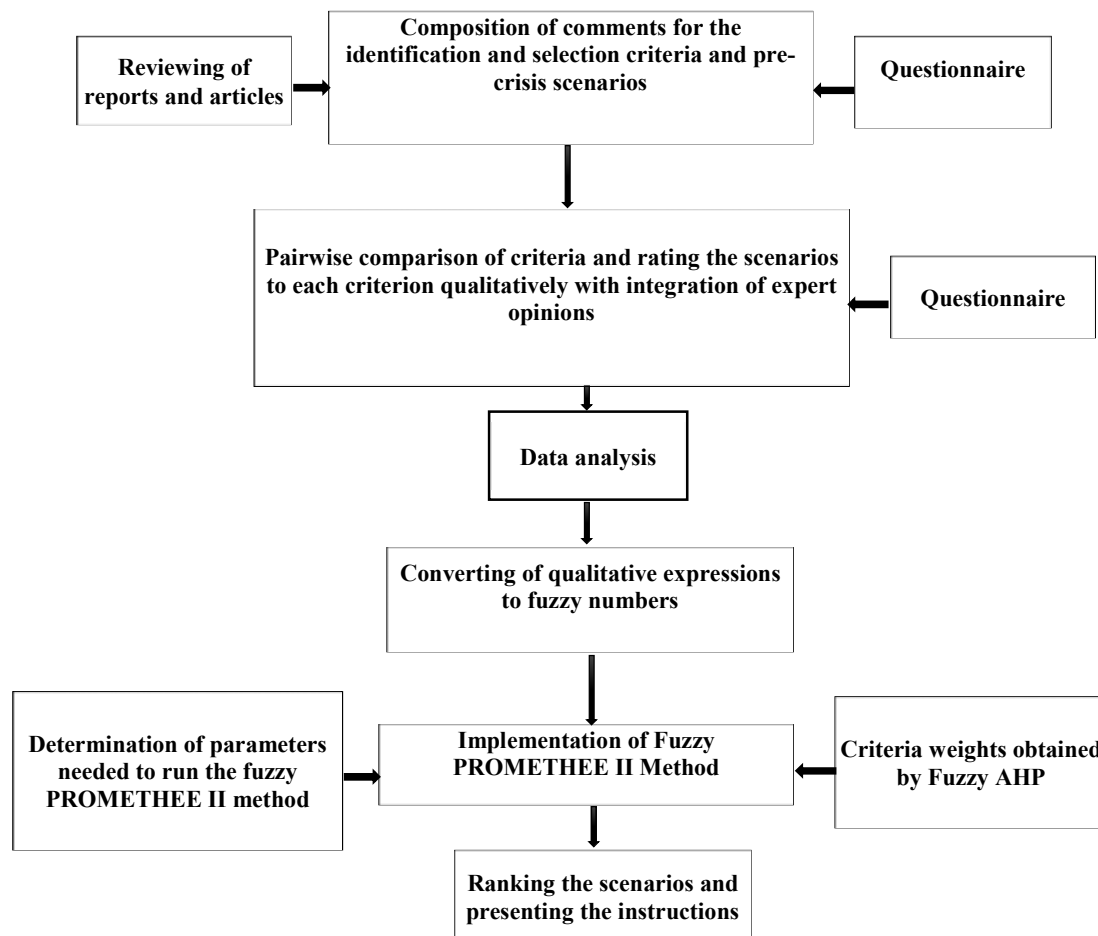 Composition of comments for the
identification and selection criteria and pre-
crisis scenarios
Reviewing of
reports and articles
Questionnaire
Pairwise comparison of criteria and rating the scenarios
to each criterion qualitatively with integration of expert
opinions
Questionnaire
Data analysis
Converting of qualitative expressions
to fuzzy numbers
Determination of parameters
needed to run the fuzzy
PROMETHEE II method
Implementation of Fuzzy
PROMETHEE II Method
Criteria weights obtained
by Fuzzy AHP
Ranking the scenarios and
presenting the instructions